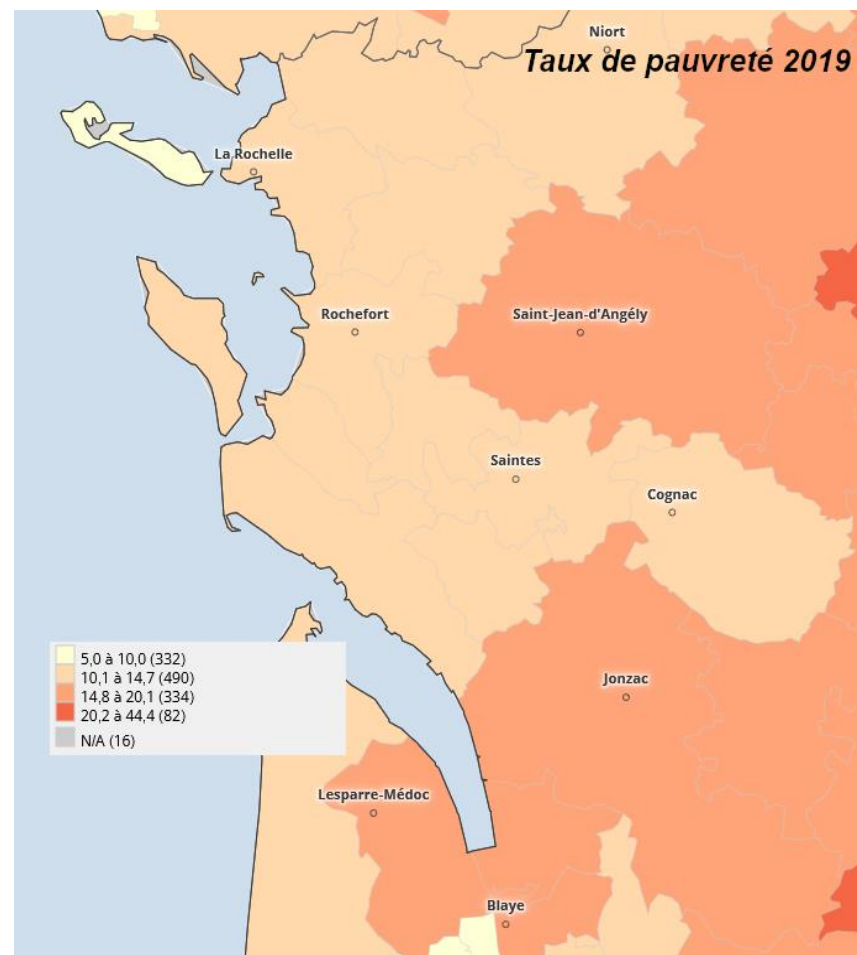 Niort
Taux de pauvreté 2019
La Rochelle
Rochefort
Saint-Jean-d'Angély
Saintes
Cognac
5,0 à 10,0 (332)
10,1 à 14,7 (490)
14,8 à 20,1 (334)
20,2 à 44,4 (82)
N/A (16)
Jonzac
Lesparre-Médoc
Blaye